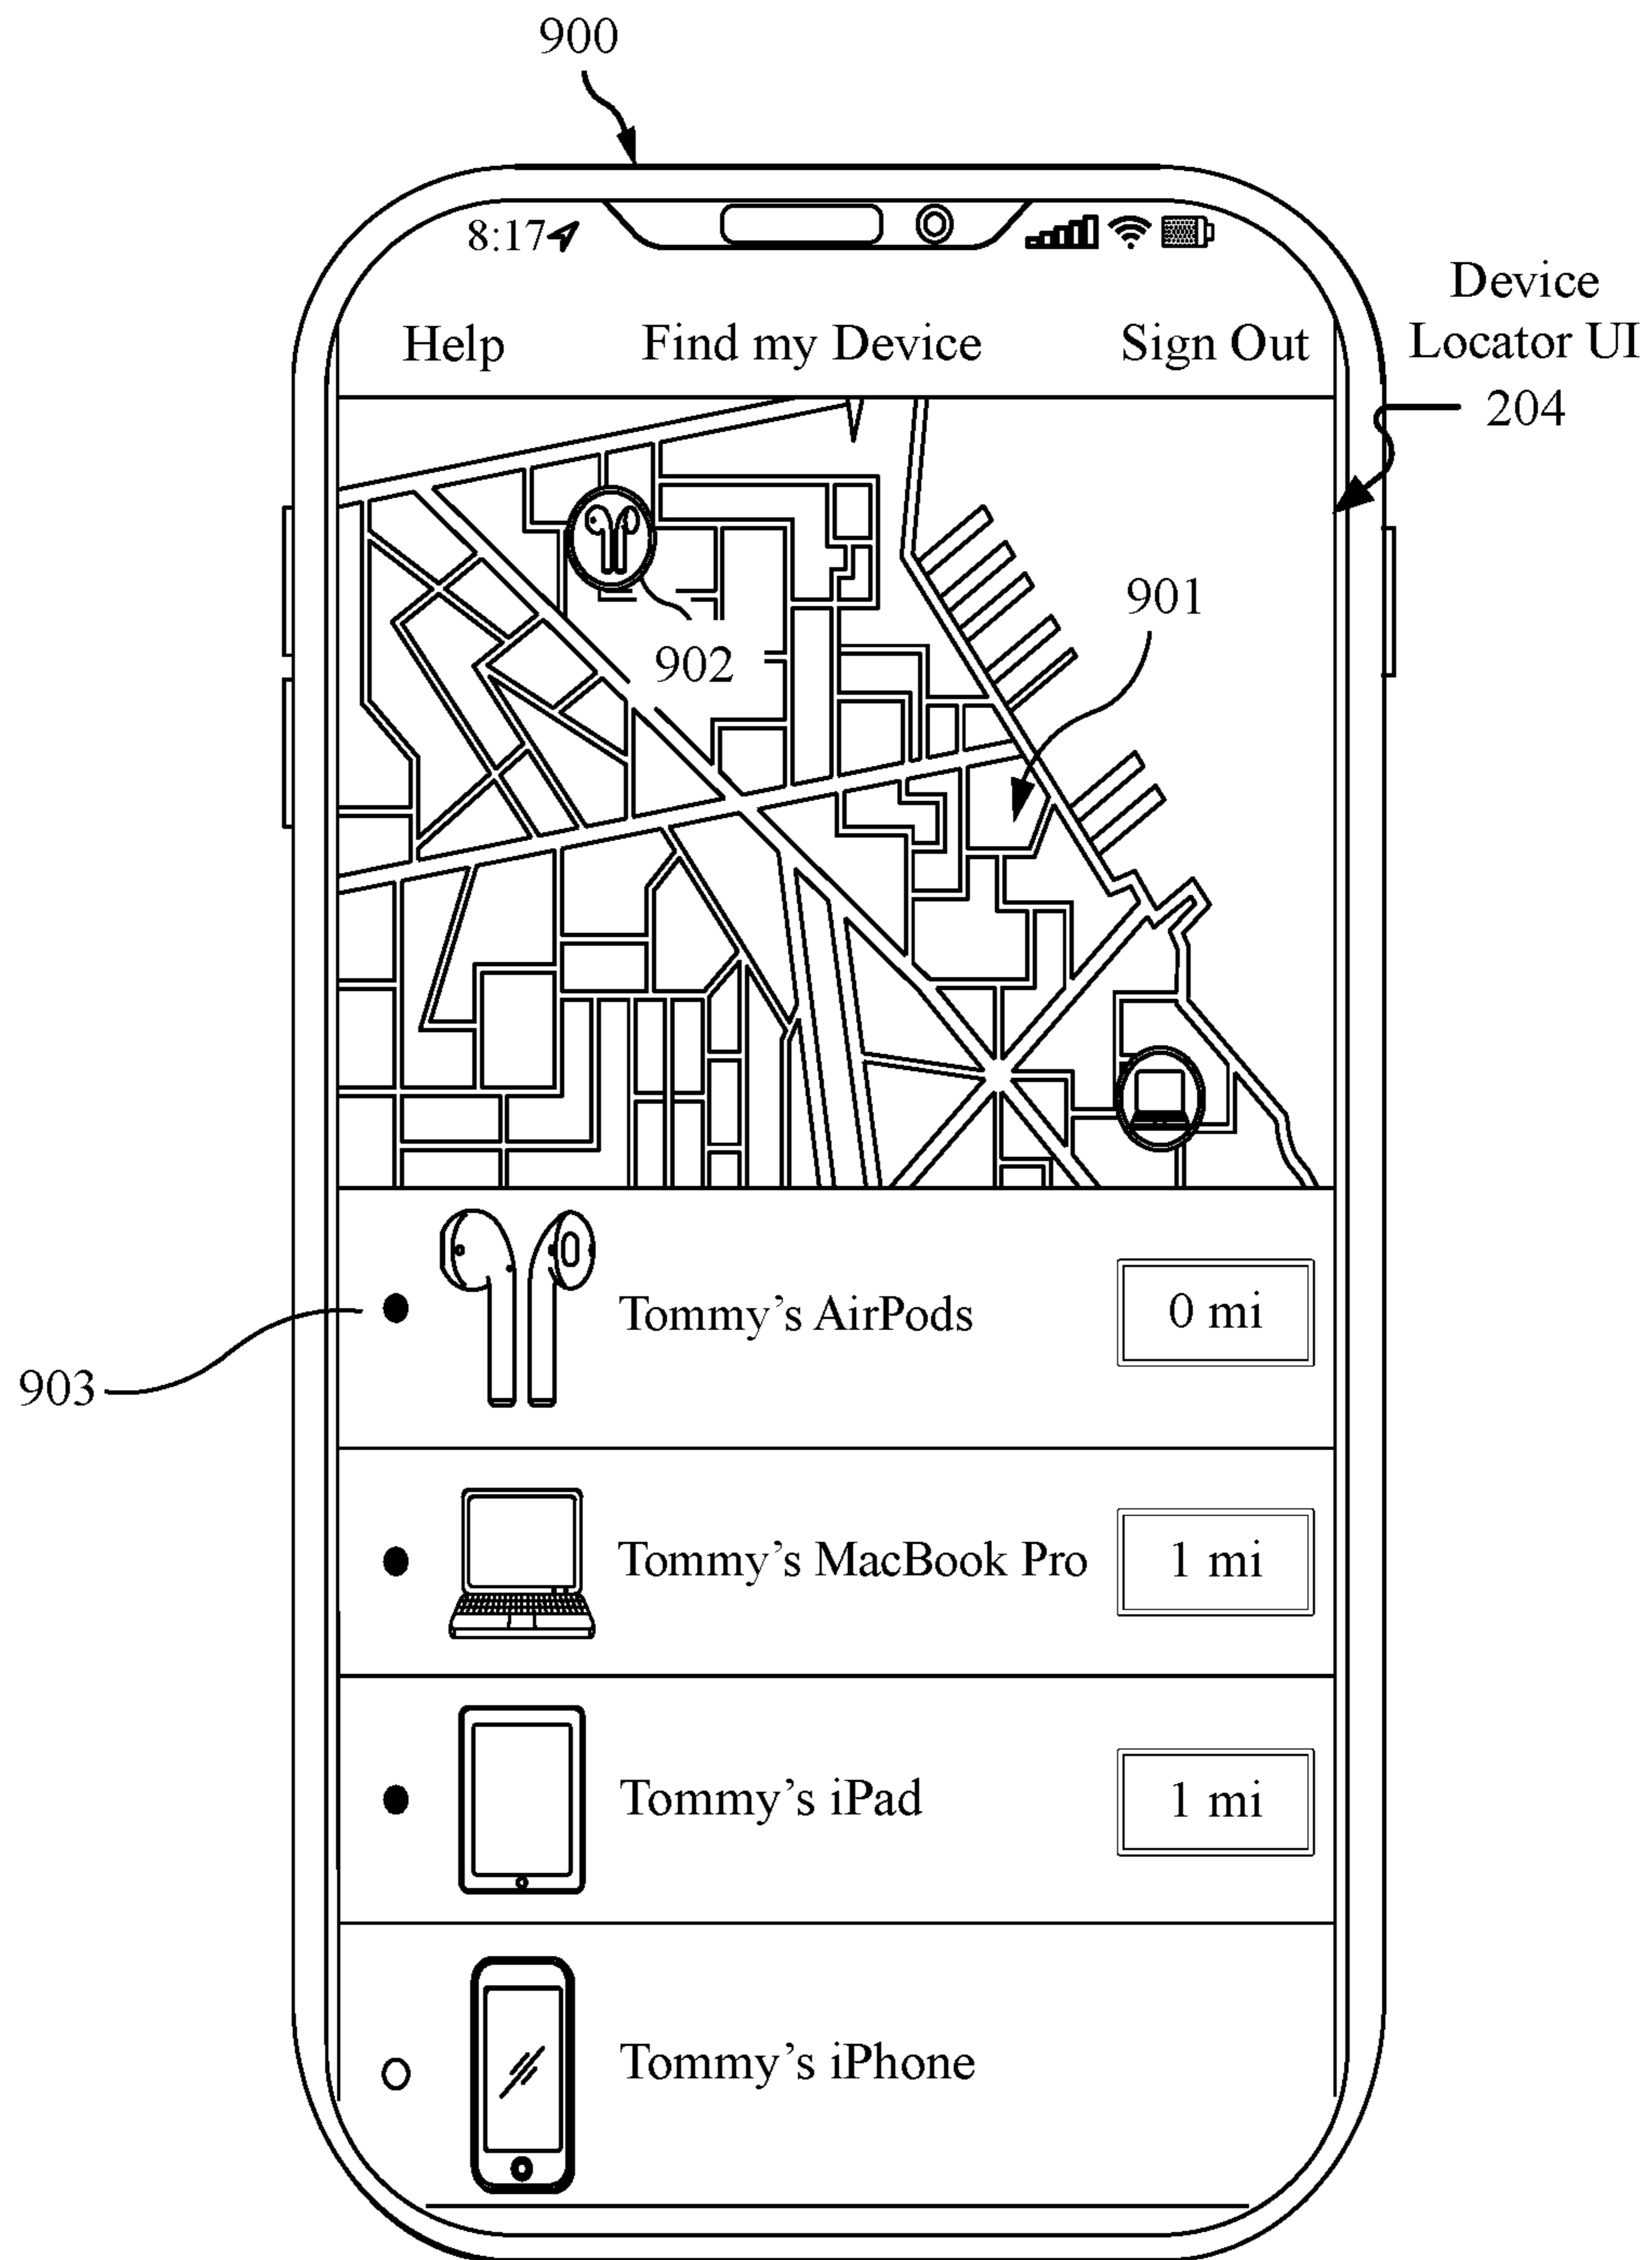 900
8:17
Device
Locator UI
204
Help Find my Device Sign Out
901
902
Tommy’s AirPods 0 mi
903
Tommy’s MacBook Pro 1 mi
Tommy’s iPad 1 mi
Tommy’s iPhone